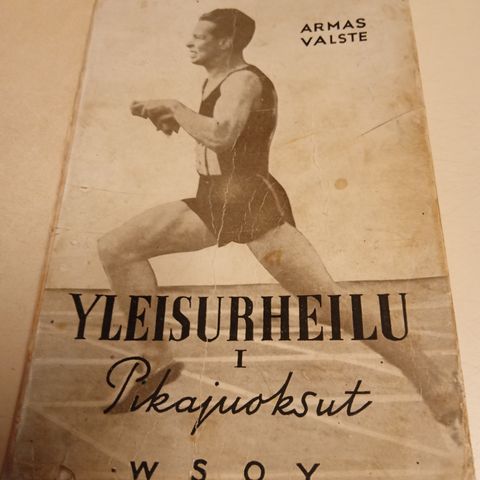 ARMAS
VALSTE
YLEISURHEILU
I
Pikajuoksut
WSOY